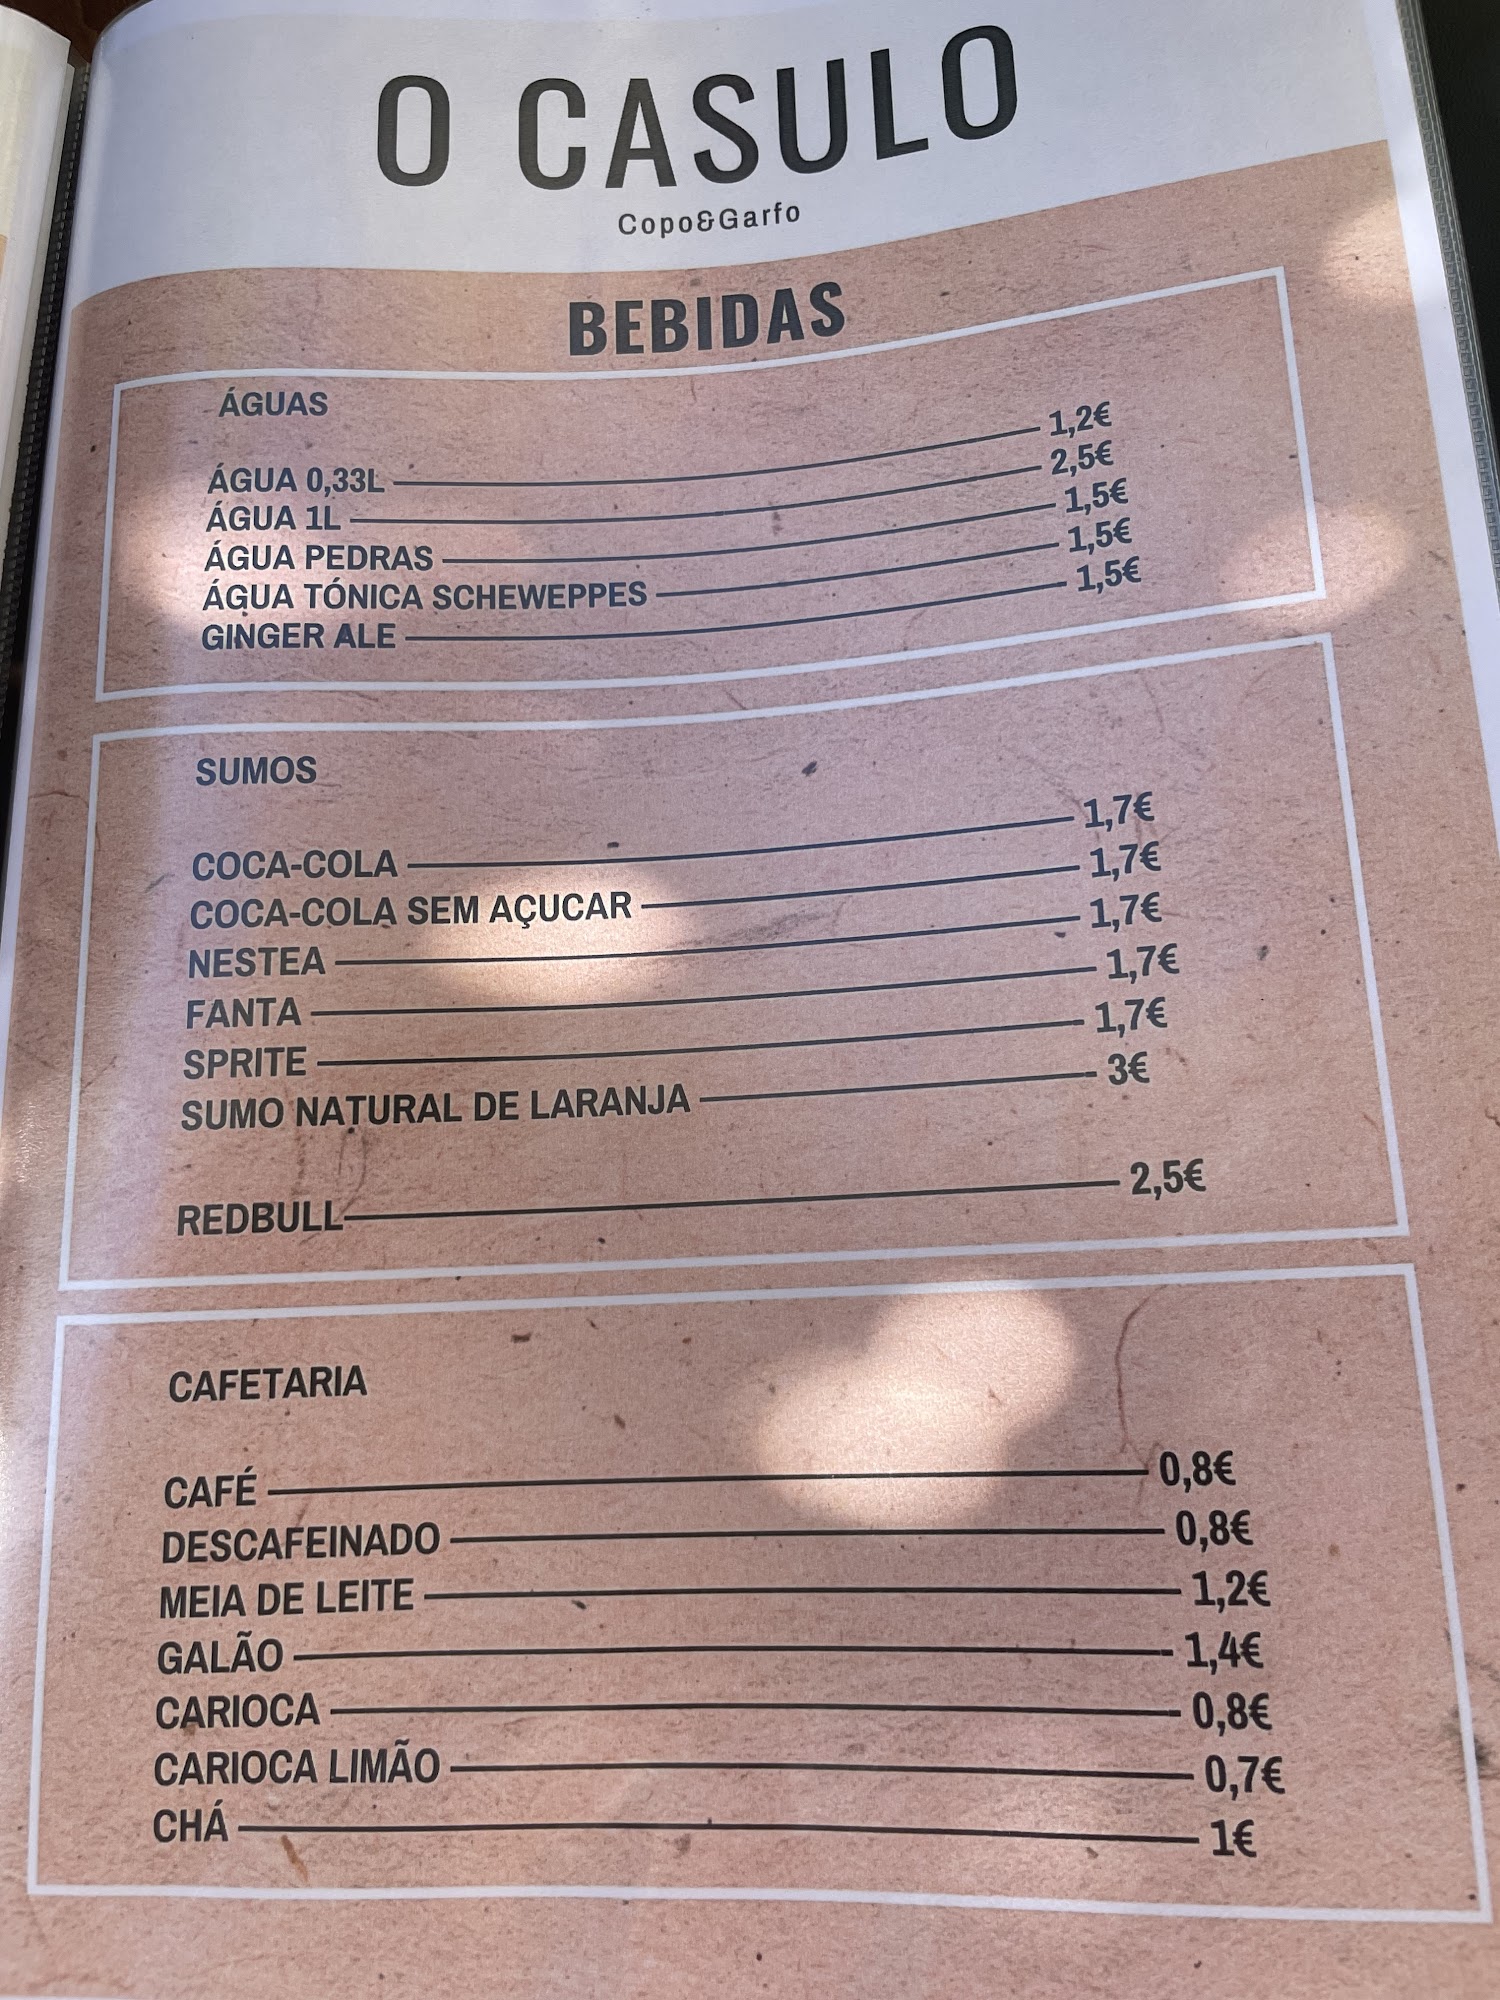 O CASULO
Copo&Garfo
BEBIDAS
ÁGUAS
ÁGUA 0,33L 1,2€
ÁGUA 1L 2,5€
ÁGUA PEDRAS 1,5€
ÁGUA TÓNICA SCHEWEPPES 1,5€
GINGER ALE 1,5€
SUMOS
COCA-COLA 1,7€
COCA-COLA SEM AÇUCAR 1,7€
NESTEA 1,7€
FANTA 1,7€
SPRITE 1,7€
SUMO NATURAL DE LARANJA 3€
REDBULL 2,5€
CAFETARIA
CAFÉ 0,8€
DESCAFEINADO 0,8€
MEIA DE LEITE 1,2€
GALÃO 1,4€
CARIOCA 0,8€
CARIOCA LIMÃO 0,7€
CHÁ 1€